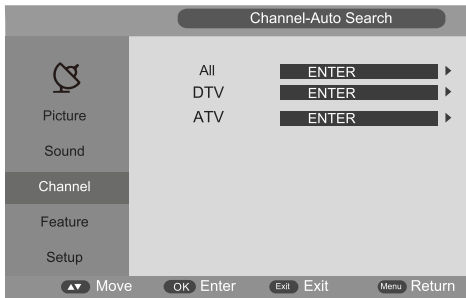 Channel-Auto Search
All ENTER
DTV ENTER
ATV ENTER
Picture
Sound
Channel
Feature
Setup
▲▼ Move OK Enter Exit Exit Menu Return